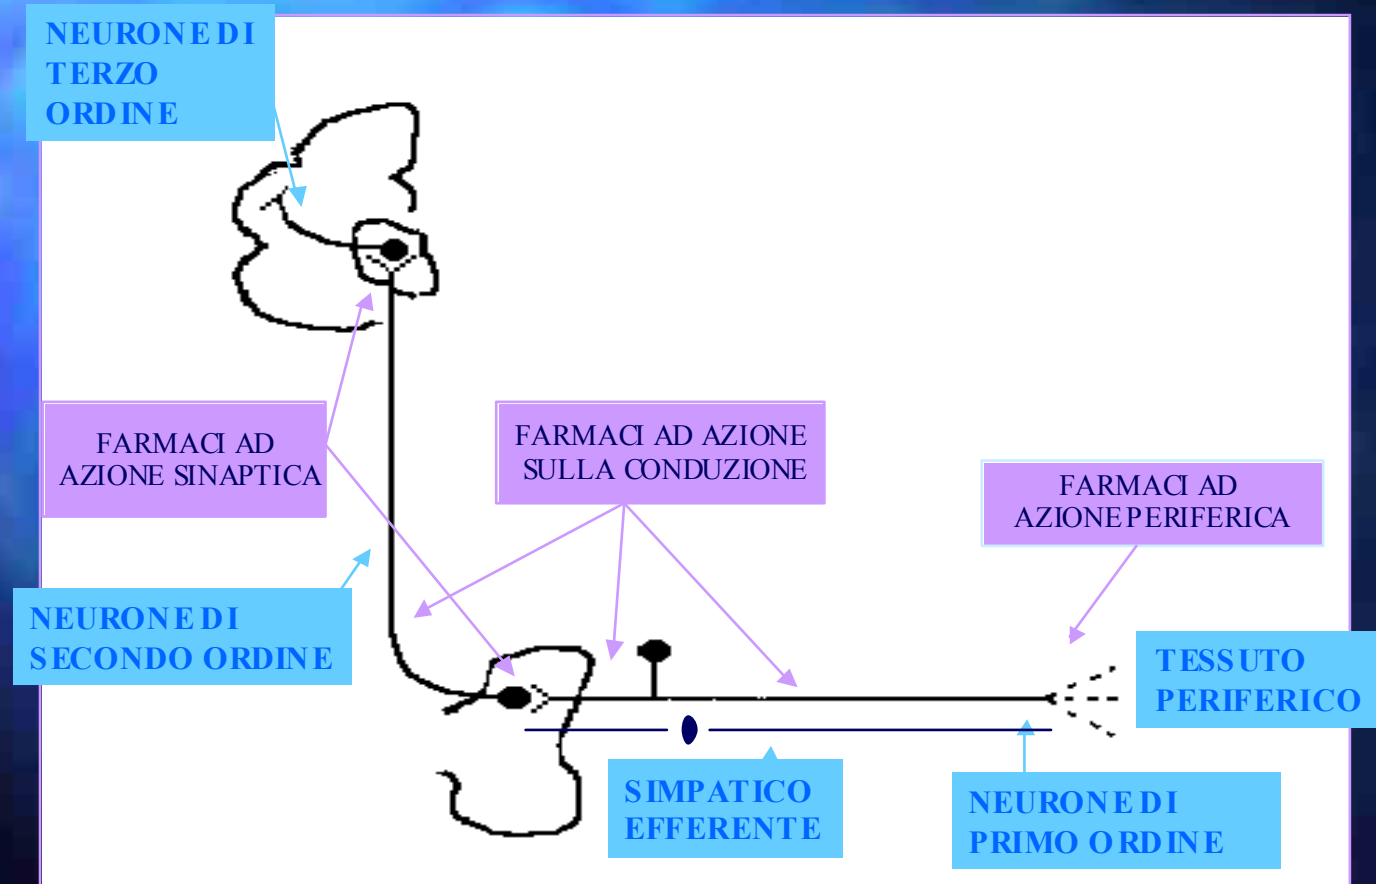 NEURONE DI
TERZO
ORDINE
FARMACI AD
AZIONE SINAPTICA
FARMACI AD AZIONE
SULLA CONDUZIONE
FARMACI AD
AZIONE PERIFERICA
NEURONE DI
SECONDO ORDINE
TESSUTO
PERIFERICO
SIMPATICO
EFFERENTE
NEURONE DI
PRIMO ORDINE